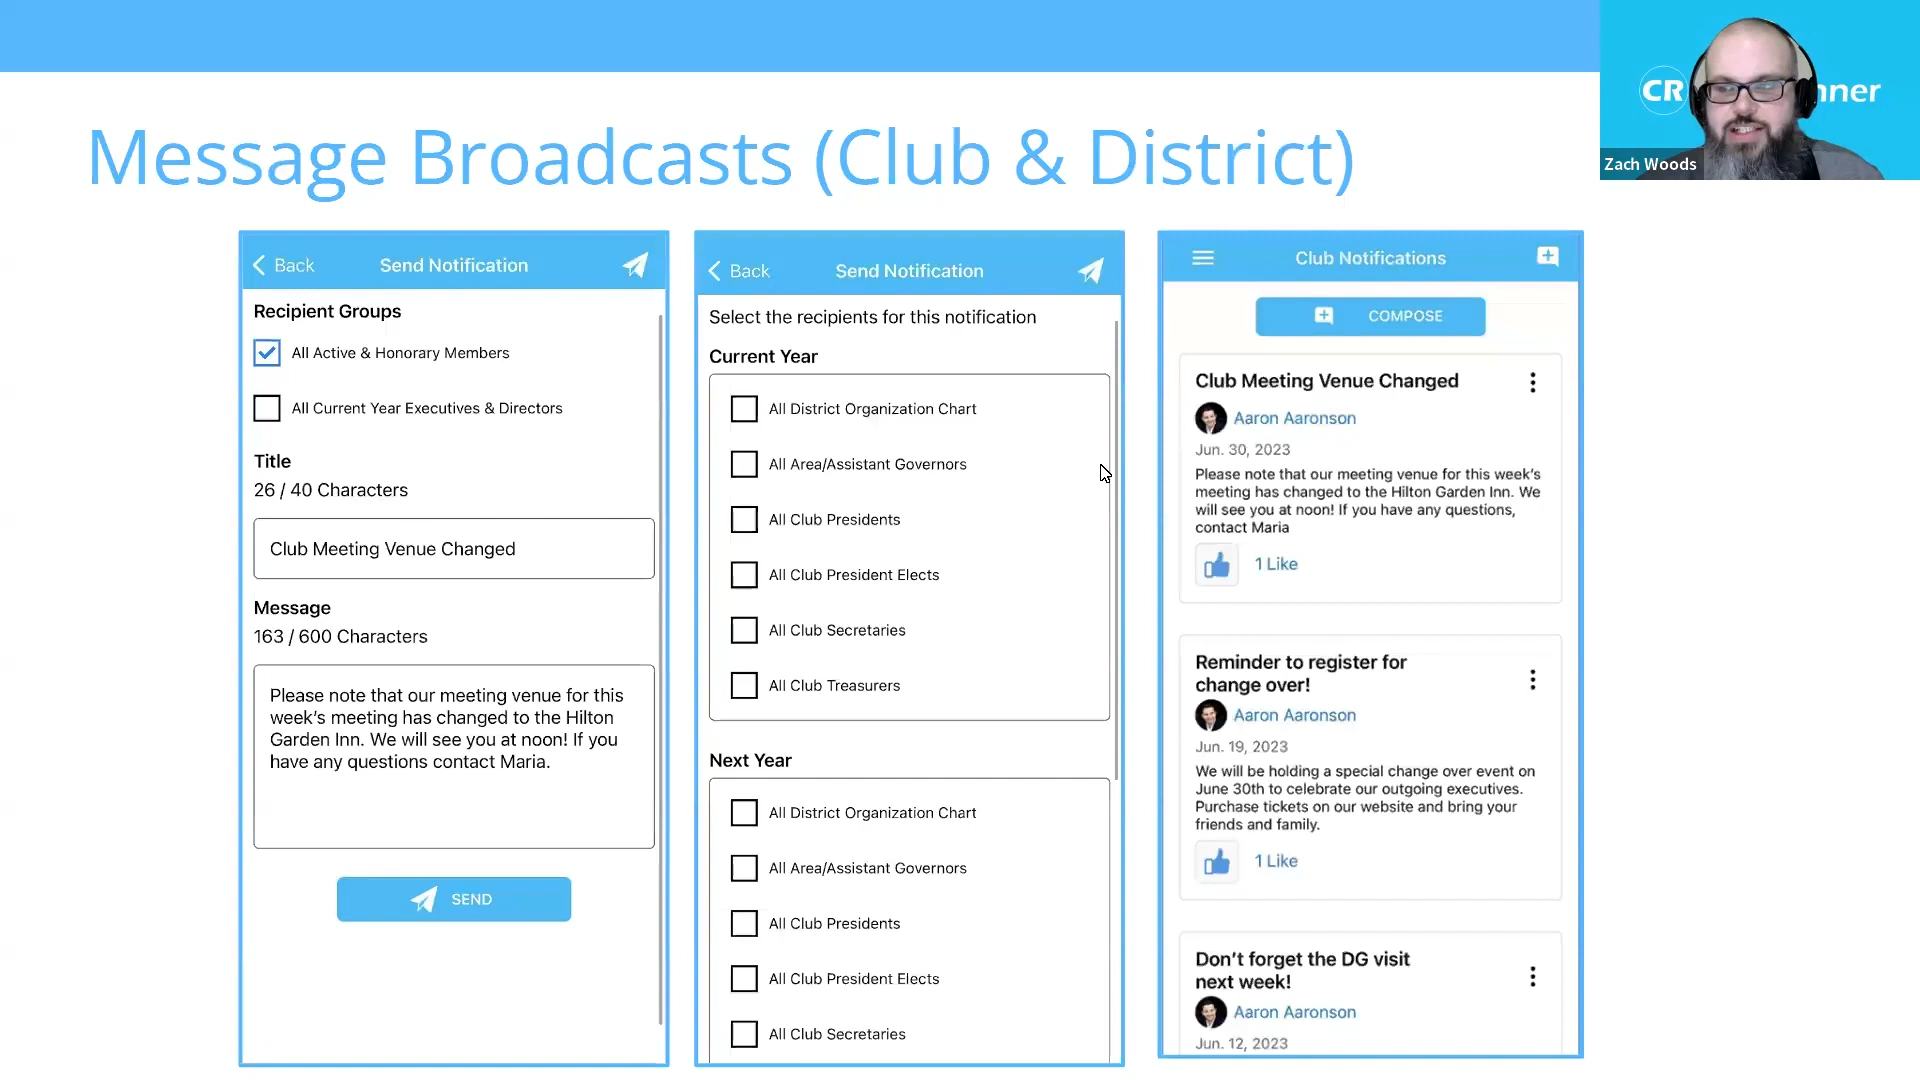 Message Broadcasts (Club & District)
CR
nner
Zach Woods
Back
Send Notification
Recipient Groups
All Active & Honorary Members
All Current Year Executives & Directors
Title
26 / 40 Characters
Club Meeting Venue Changed
Message
163 / 600 Characters
Please note that our meeting venue for this
week's meeting has changed to the Hilton
Garden Inn. We will see you at noon! If you
have any questions contact Maria.
SEND
Back
Send Notification
Select the recipients for this notification
Current Year
All District Organization Chart
All Area/Assistant Governors
All Club Presidents
All Club President Elects
All Club Secretaries
All Club Treasurers
Next Year
All District Organization Chart
All Area/Assistant Governors
All Club Presidents
All Club President Elects
All Club Secretaries
Club Notifications
COMPOSE
Club Meeting Venue Changed
Aaron Aaronson
Jun. 30, 2023
Please note that our meeting venue for this week's
meeting has changed to the Hilton Garden Inn. We
will see you at noon! If you have any questions,
contact Maria
1 Like
Reminder to register for
change over!
Aaron Aaronson
Jun. 19, 2023
We will be holding a special change over event on
June 30th to celebrate our outgoing executives.
Purchase tickets on our website and bring your
friends and family.
1 Like
Don't forget the DG visit
next week!
Aaron Aaronson
Jun. 12, 2023